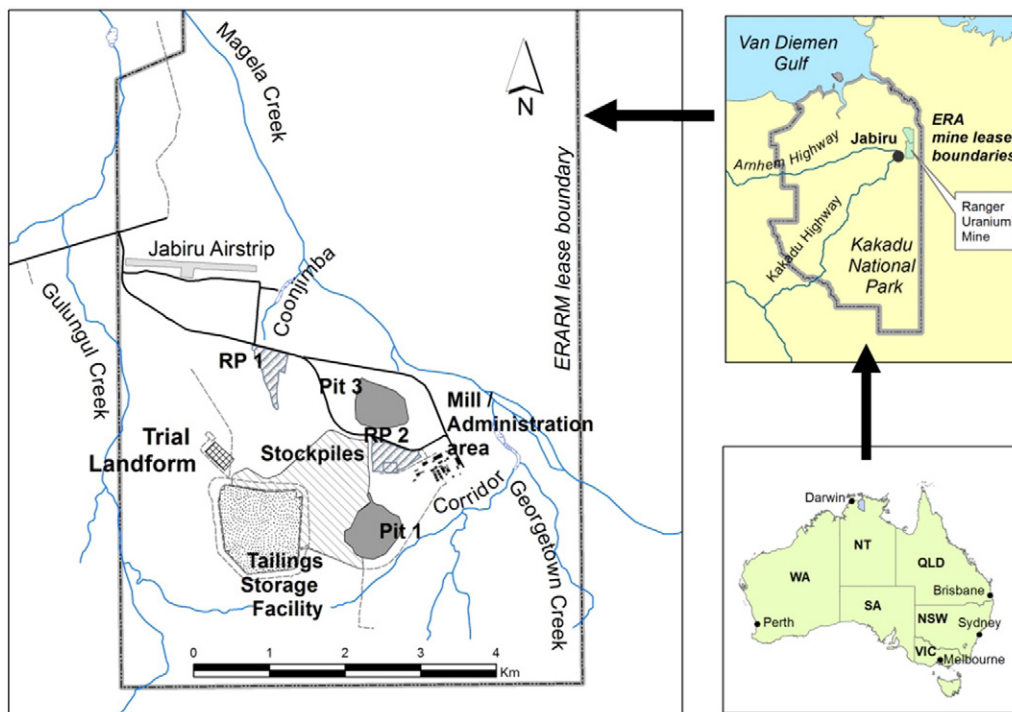 Magela Creek
N
ERARM lease boundary
Jabiru Airstrip
Coonjimba
Gulungul Creek
RP 1
Pit 3
Mill /
Administration
area
RP 2
Trial
Landform
Stockpiles
Corridor
Georgetown Creek
Pit 1
Tailings
Storage
Facility
0 1 2 3 4
Km
Van Diemen
Gulf
ERA
mine lease
boundaries
Jabiru
Arnhem Highway
Ranger
Uranium
Mine
Kakadu Highway
Kakadu
National
Park
Darwin
NT
QLD
WA
Brisbane
SA
NSW
Perth
Sydney
VIC
Melbourne